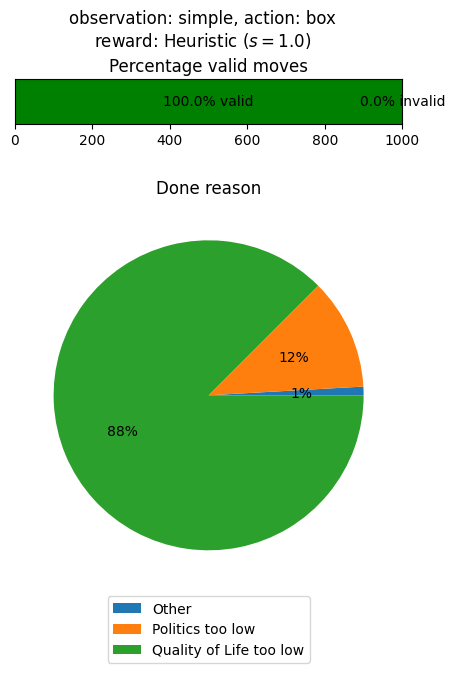 observation: simple, action: box
reward: Heuristic (s = 1.0)
Percentage valid moves
100.0% valid 0.0% invalid
0 200 400 600 800 1000
Done reason
12%
1%
88%
Other
Politics too low
Quality of Life too low